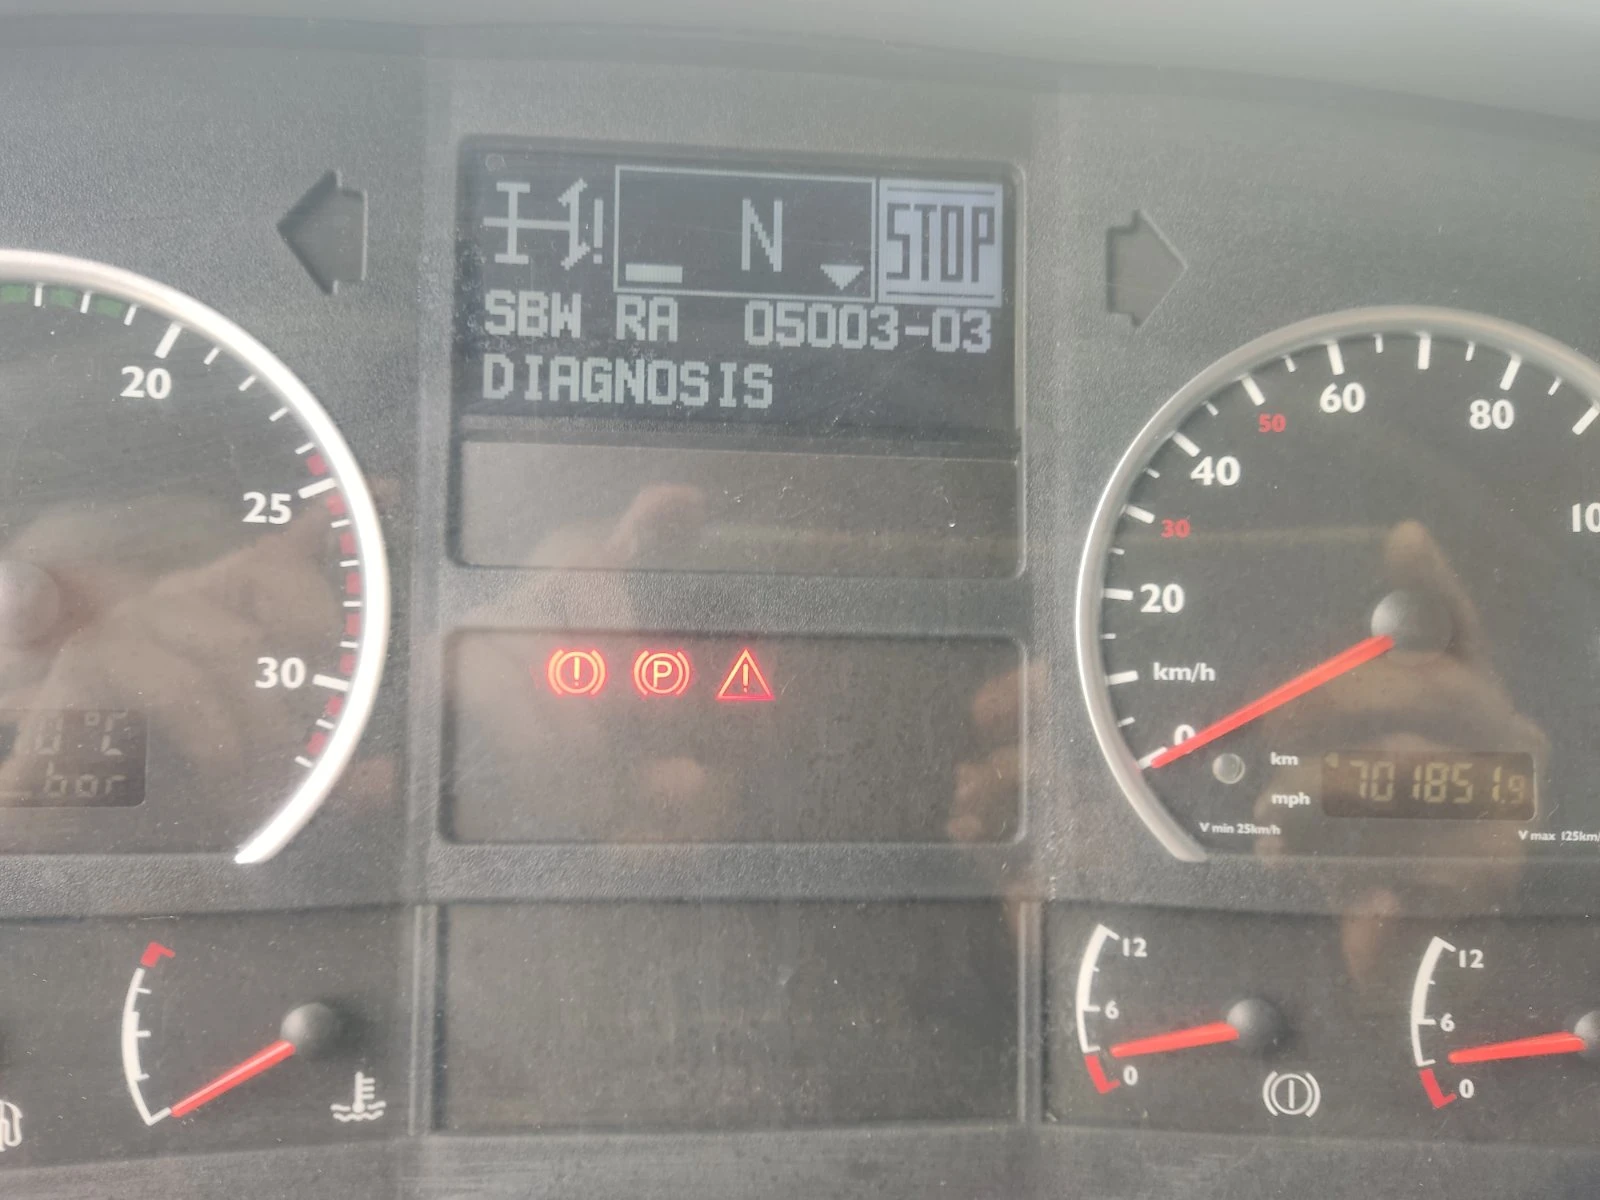 N
STOP
SBW RA 05003-03
DIAGNOSIS
20
25
30
°C
bar
P
50
60
80
40
30
20
km/h
0
km
mph
701851.9
V min 25km/h
V max 125km/
12
6
0
12
6
0